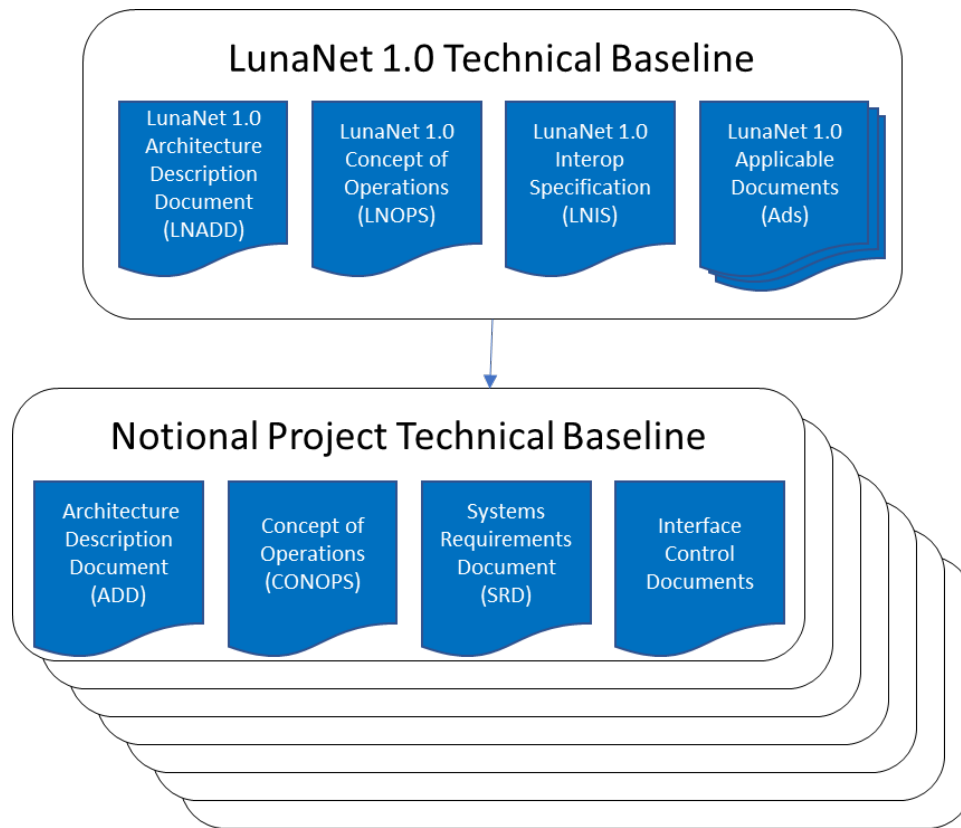 LunaNet 1.0 Technical Baseline
LunaNet 1.0
Architecture
Description
Document
(LNADD)
LunaNet 1.0
Concept of
Operations
(LNOPS)
LunaNet 1.0
Interop
Specification
(LNIS)
LunaNet 1.0
Applicable
Documents
(Ads)
Notional Project Technical Baseline
Architecture
Description
Document
(ADD)
Concept of
Operations
(CONOPS)
Systems
Requirements
Document
(SRD)
Interface
Control
Documents